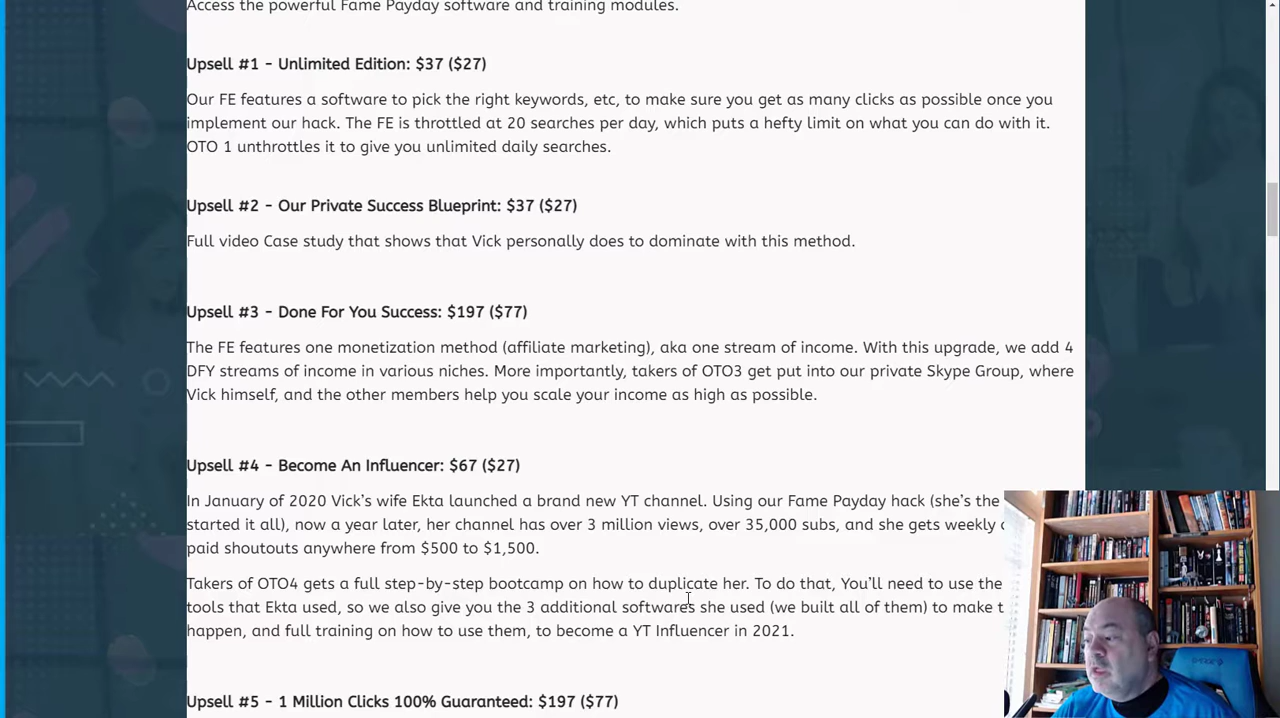 Access the powerful Fame Payday software and training modules.
Upsell #1 - Unlimited Edition: $37 ($27)
Our FE features a software to pick the right keywords, etc, to make sure you get as many clicks as possible once you
implement our hack. The FE is throttled at 20 searches per day, which puts a hefty limit on what you can do with it.
OTO 1 unthrottles it to give you unlimited daily searches.
Upsell #2 - Our Private Success Blueprint: $37 ($27)
Full video Case study that shows that Vick personally does to dominate with this method.
Upsell #3 - Done For You Success: $197 ($77)
The FE features one monetization method (affiliate marketing), aka one stream of income. With this upgrade, we add 4
DFY streams of income in various niches. More importantly, takers of OTO3 get put into our private Skype Group, where
Vick himself, and the other members help you scale your income as high as possible.
Upsell #4 - Become An Influencer: $67 ($27)
In January of 2020 Vick's wife Ekta launched a brand new YT channel. Using our Fame Payday hack (she's the
started it all), now a year later, her channel has over 3 million views, over 35,000 subs, and she gets weekly
paid shoutouts anywhere from $500 to $1,500.
Takers of OTO4 gets a full step-by-step bootcamp on how to duplicate her. To do that, You'll need to use the
tools that Ekta used, so we also give you the 3 additional softwares she used (we built all of them) to make
happen, and full training on how to use them, to become a YT Influencer in 2021.
Upsell #5 - 1 Million Clicks 100% Guaranteed: $197 ($77)